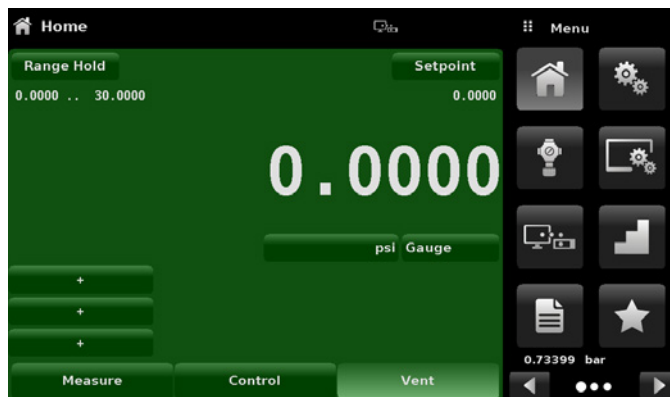 Home
Menu
Range Hold
Setpoint
0.0000 .. 30.0000
0.0000
0.0000
psi
Gauge
+
+
+
0.73399 bar
Measure
Control
Vent